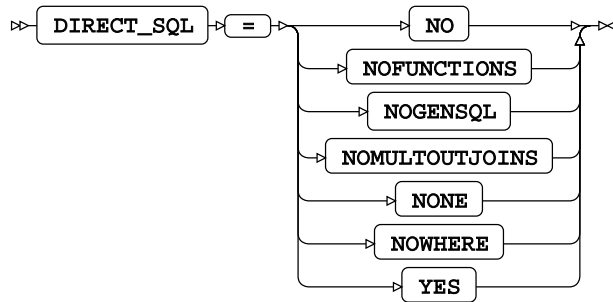 DIRECT_SQL = NO
NOFUNCTIONS
NOGENSQL
NOMULTOUTJOINS
NONE
NOWHERE
YES